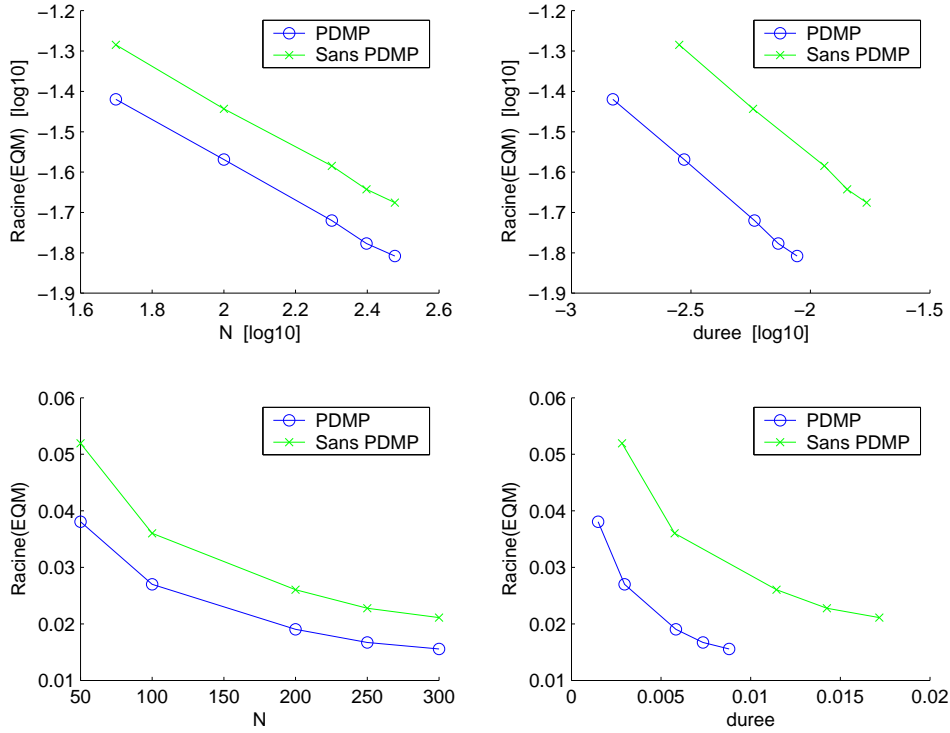 −1.2
−1.3
−1.4
−1.5
−1.6
−1.7
−1.8
−1.9
Racine(EQM) [log10]
1.6 1.8 2 2.2 2.4 2.6
N [log10]
PDMP
Sans PDMP
−1.2
−1.3
−1.4
−1.5
−1.6
−1.7
−1.8
−1.9
Racine(EQM) [log10]
−3 −2.5 −2 −1.5
duree [log10]
PDMP
Sans PDMP
0.06
0.05
0.04
0.03
0.02
0.01
Racine(EQM)
50 100 150 200 250 300
N
PDMP
Sans PDMP
0.06
0.05
0.04
0.03
0.02
0.01
Racine(EQM)
0 0.005 0.01 0.015 0.02
duree
PDMP
Sans PDMP